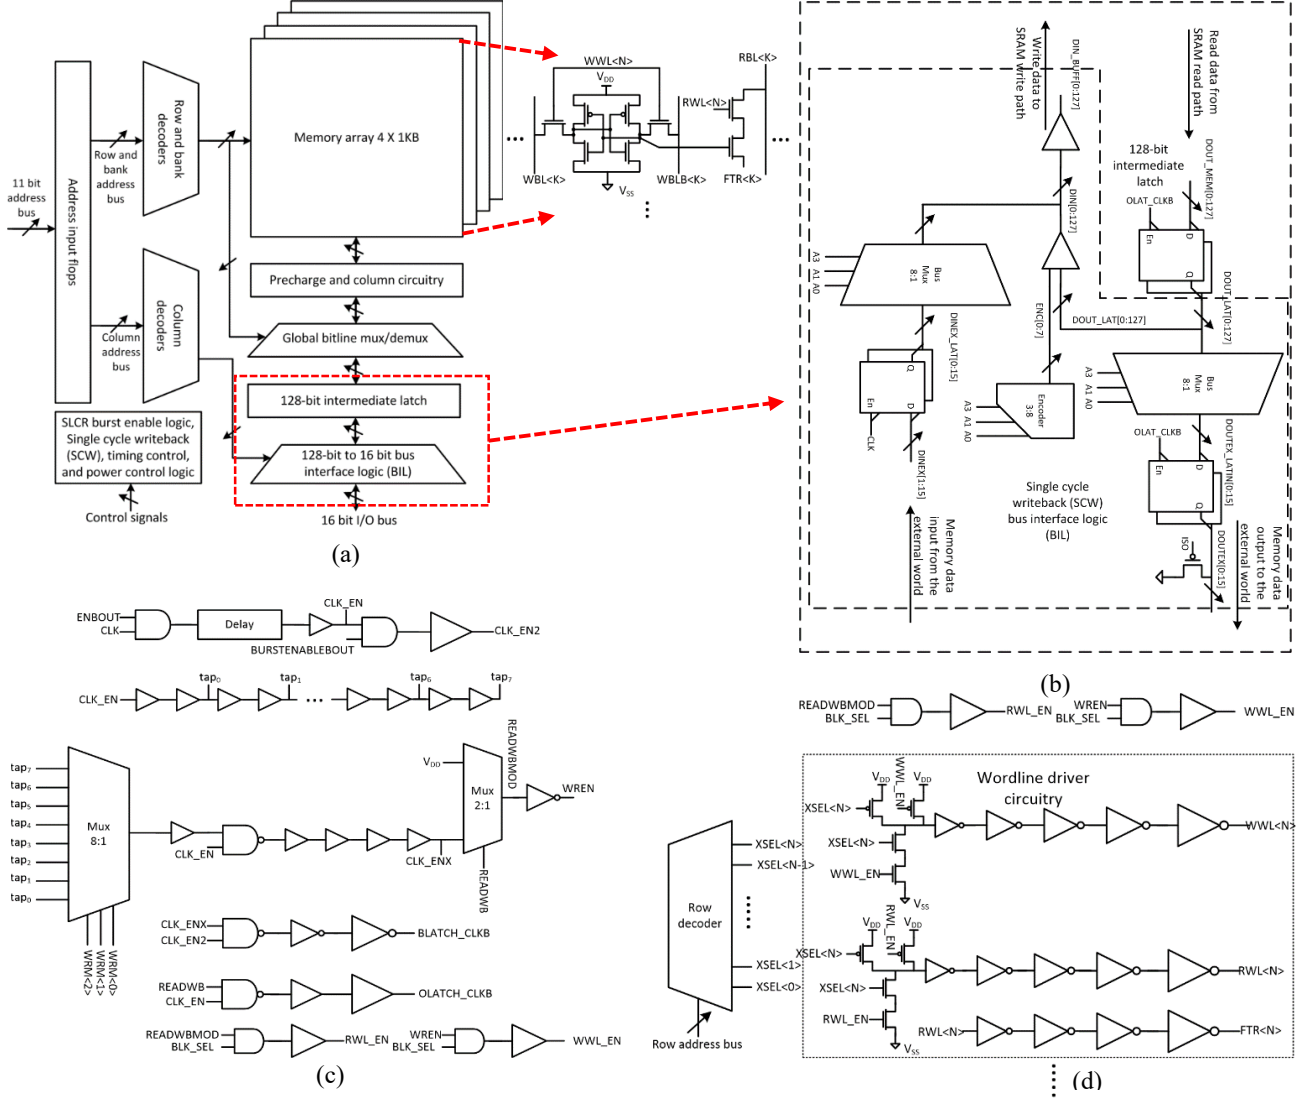 11 bit
address
bus
Address input flops
Row and bank
decoders
Row and
bank
address
bus
Column
decoders
Column
address
bus
Memory array 4 X 1KB
Precharge and column circuitry
Global bitline mux/demux
128-bit intermediate latch
128-bit to 16 bit bus
interface logic (BIL)
16 bit I/O bus
SLCR burst enable logic,
Single cycle writeback
(SCW), timing control,
and power control logic
Control signals
(a)
WWL<N>
VDD
RBL<K>
RWL<N>
WBL<K>
WBLB<K>
FTR<K>
VSS
Write data to
SRAM write path
DIN_BUFF[0:127]
Read data from
SRAM read path
128-bit
intermediate
latch
DOUT_MEM[0:127]
OLAT_CLKB
En
D
Q
DIN[0:127]
DOUT_LAT[0:127]
A3
A1
A0
Bus
Mux
8:1
ENC[0:7]
DOUT_LAT[0:127]
DINEX_LAT[0:15]
Q
En
D
CLK
DINEX[1:15]
A3
A1
A0
Encoder
3:8
A3
A1
A0
Bus
Mux
8:1
OLAT_CLKB
DOUTEX_LATIN[0:15]
En
D
Q
Single cycle
writeback (SCW)
bus interface logic
(BIL)
ISO
DOUTEX[0:15]
Memory data
input from the
external world
Memory data
output to the
external world
(b)
ENBOUT
CLK
Delay
CLK_EN
BURSTENABLEBOUT
CLK_EN2
CLK_EN
tap0
tap1
tap6
tap7
tap7
tap6
tap5
tap4
tap3
tap2
tap1
tap0
Mux
8:1
WRM<2>
WRM<1>
WRM<0>
CLK_EN
CLK_ENX
VDD
Mux
2:1
READWB
READWBMOD
WREN
CLK_ENX
CLK_EN2
BLATCH_CLKB
READWB
CLK_EN
OLATCH_CLKB
READWBMOD
BLK_SEL
RWL_EN
WREN
BLK_SEL
WWL_EN
(c)
READWBMOD
BLK_SEL
RWL_EN
WREN
BLK_SEL
WWL_EN
Wordline driver
circuitry
Row
decoder
Row address bus
XSEL<N>
XSEL<N-1>
XSEL<1>
XSEL<0>
VDD
WWL_EN
VDD
XSEL<N>
XSEL<N>
WWL_EN
VSS
WWL<N>
VDD
RWL_EN
VDD
XSEL<N>
XSEL<N>
RWL_EN
VSS
RWL<N>
RWL<N>
FTR<N>
(d)